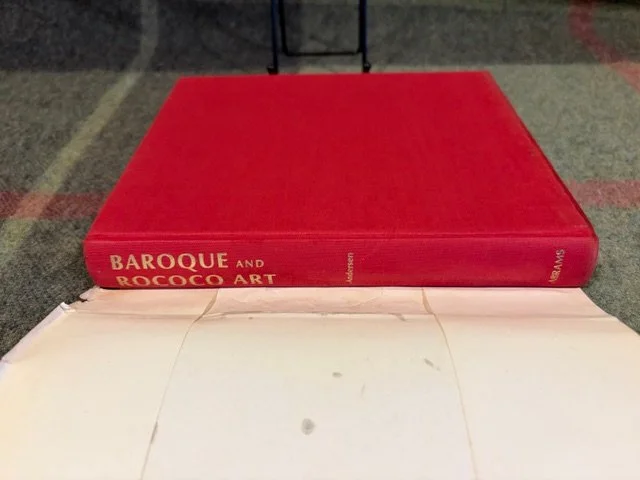 BAROQUE AND
ROCOCO ART
Andersen
ABRAMS